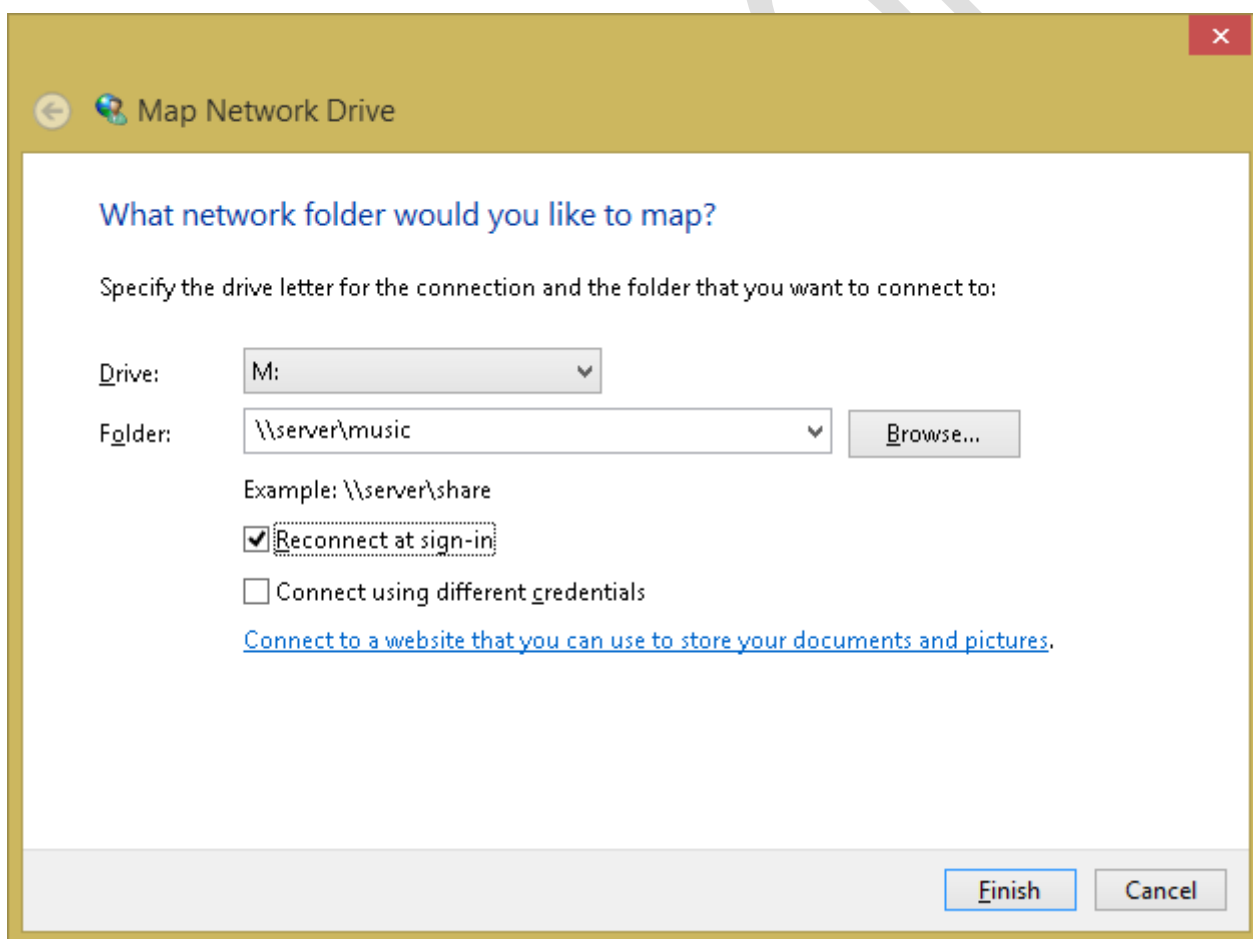 Map Network Drive
What network folder would you like to map?
Specify the drive letter for the connection and the folder that you want to connect to:
Drive: M:
Folder: \\server\music Browse...
Example: \\server\share
Reconnect at sign-in
Connect using different credentials
Connect to a website that you can use to store your documents and pictures.
Finish Cancel